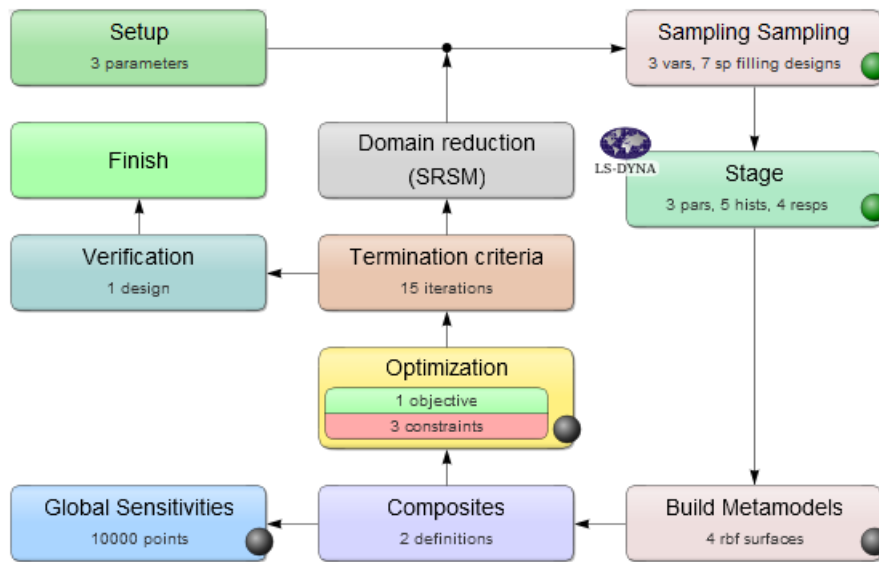 Setup
3 parameters
Sampling Sampling
3 vars, 7 sp filling designs
Finish
Domain reduction
(SRSM)
LS-DYNA
Stage
3 pars, 5 hists, 4 resps
Verification
1 design
Termination criteria
15 iterations
Optimization
1 objective
3 constraints
Global Sensitivities
10000 points
Composites
2 definitions
Build Metamodels
4 rbf surfaces